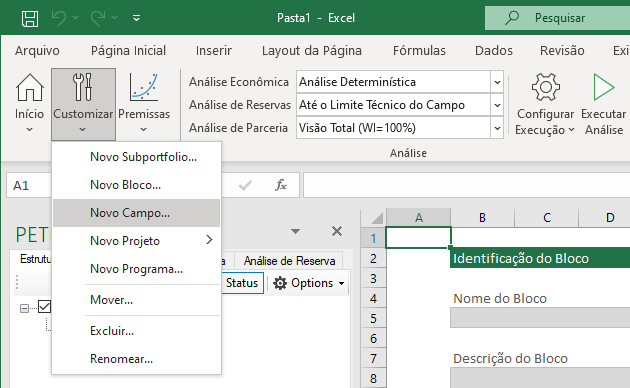 Pasta1 - Excel
Pesquisar
Arquivo Página Inicial Inserir Layout da Página Fórmulas Dados Revisão
Início
Customizar
Premissas
Análise Econômica Análise Determinística
Análise de Reservas Até o Limite Técnico do Campo
Análise de Parceria Visão Total (WI=100%)
Análise
Configurar
Execução
Executar
Análise
A1
fx
Novo Subportfolio...
Novo Bloco...
Novo Campo...
Novo Projeto
Novo Programa...
Mover...
Excluir...
Renomear...
PET
Estrutu
Análise de Reserva
Status Options
A B C D
1
2 Identificação do Bloco
3
4 Nome do Bloco
5
6
7 Descrição do Bloco
8